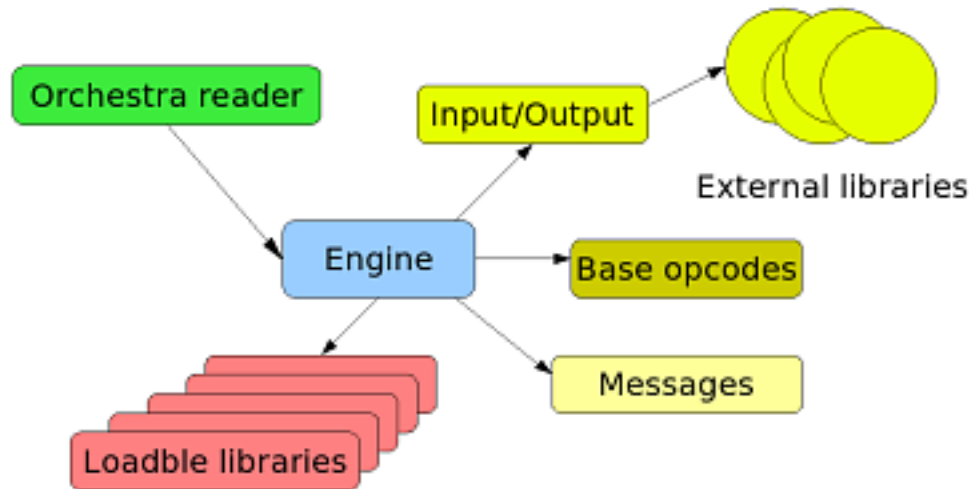 Orchestra reader
Input/Output
External libraries
Engine
Base opcodes
Messages
Loadble libraries